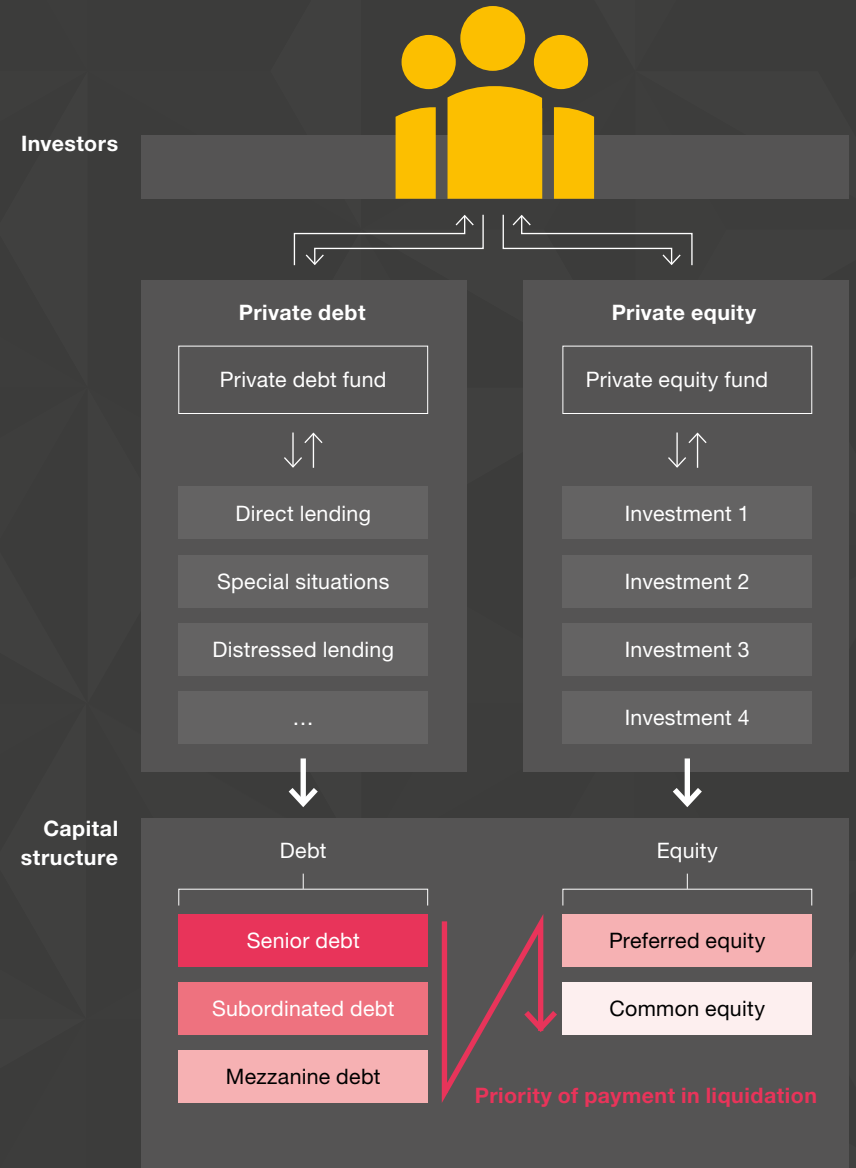 Investors
Private debt
Private debt fund
Direct lending
Special situations
Distressed lending
...
Private equity
Private equity fund
Investment 1
Investment 2
Investment 3
Investment 4
Capital
structure
Debt
Senior debt
Subordinated debt
Mezzanine debt
Equity
Preferred equity
Common equity
Priority of payment in liquidation